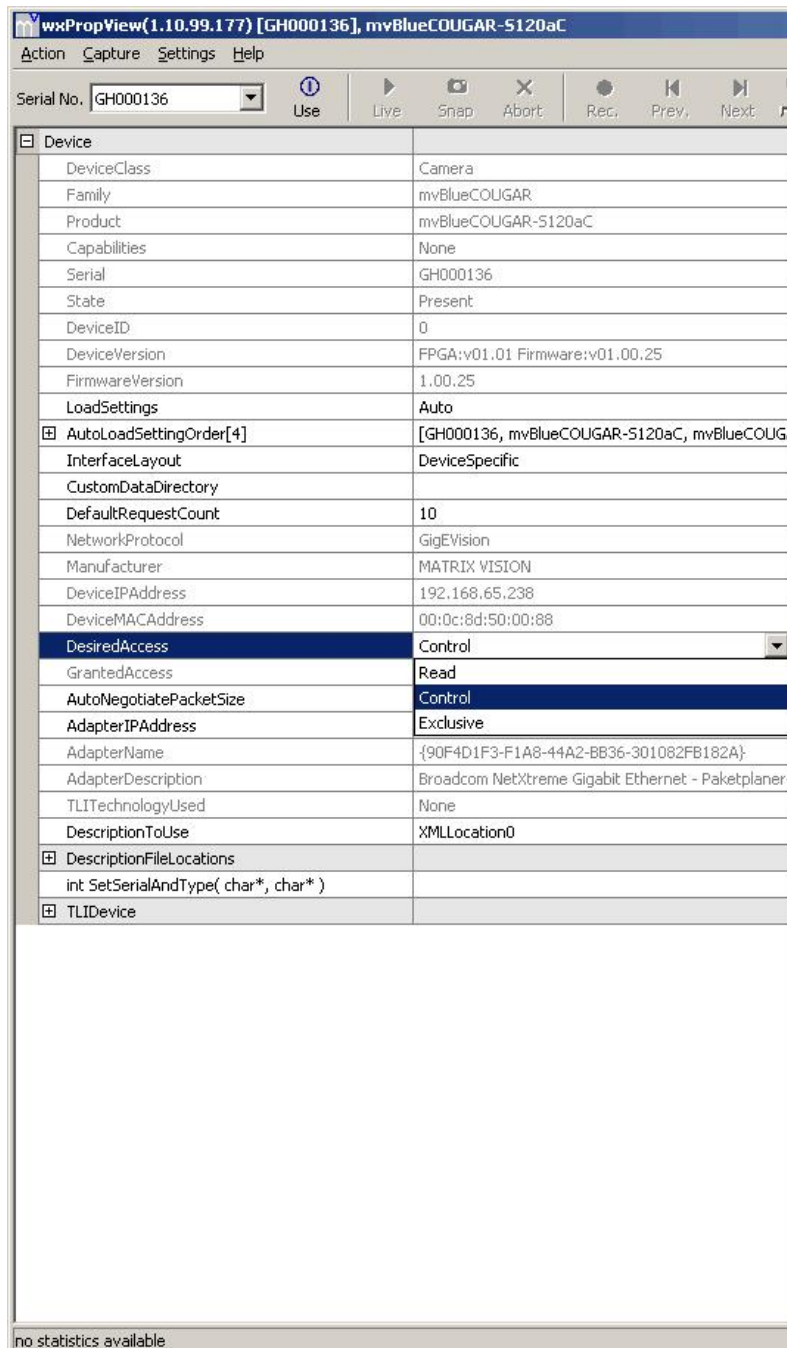 wxPropView(1.10.99.177) [GH000136], mvBlueCOUGAR-S120aC
Action Capture Settings Help
Serial No. GH000136 Use Live Snap Abort Rec. Prev. Next
Device
DeviceClass Camera
Family mvBlueCOUGAR
Product mvBlueCOUGAR-S120aC
Capabilities None
Serial GH000136
State Present
DeviceID 0
DeviceVersion FPGA:v01.01 Firmware:v01.00.25
FirmwareVersion 1.00.25
LoadSettings Auto
AutoLoadSettingOrder[4] [GH000136, mvBlueCOUGAR-S120aC, mvBlueCOUG
InterfaceLayout DeviceSpecific
CustomDataDirectory
DefaultRequestCount 10
NetworkProtocol GigEVision
Manufacturer MATRIX VISION
DeviceIPAddress 192.168.65.238
DeviceMACAddress 00:0c:8d:50:00:88
DesiredAccess Control
GrantedAccess Read
AutoNegotiatePacketSize Control
AdapterIPAddress Exclusive
AdapterName {90F4D1F3-F1A8-44A2-BB36-301082FB182A}
AdapterDescription Broadcom NetXtreme Gigabit Ethernet - Paketplaner
TLITechnologyUsed None
DescriptionToUse XMLLocation0
DescriptionFileLocations
int SetSerialAndType( char*, char* )
TLIDevice
no statistics available